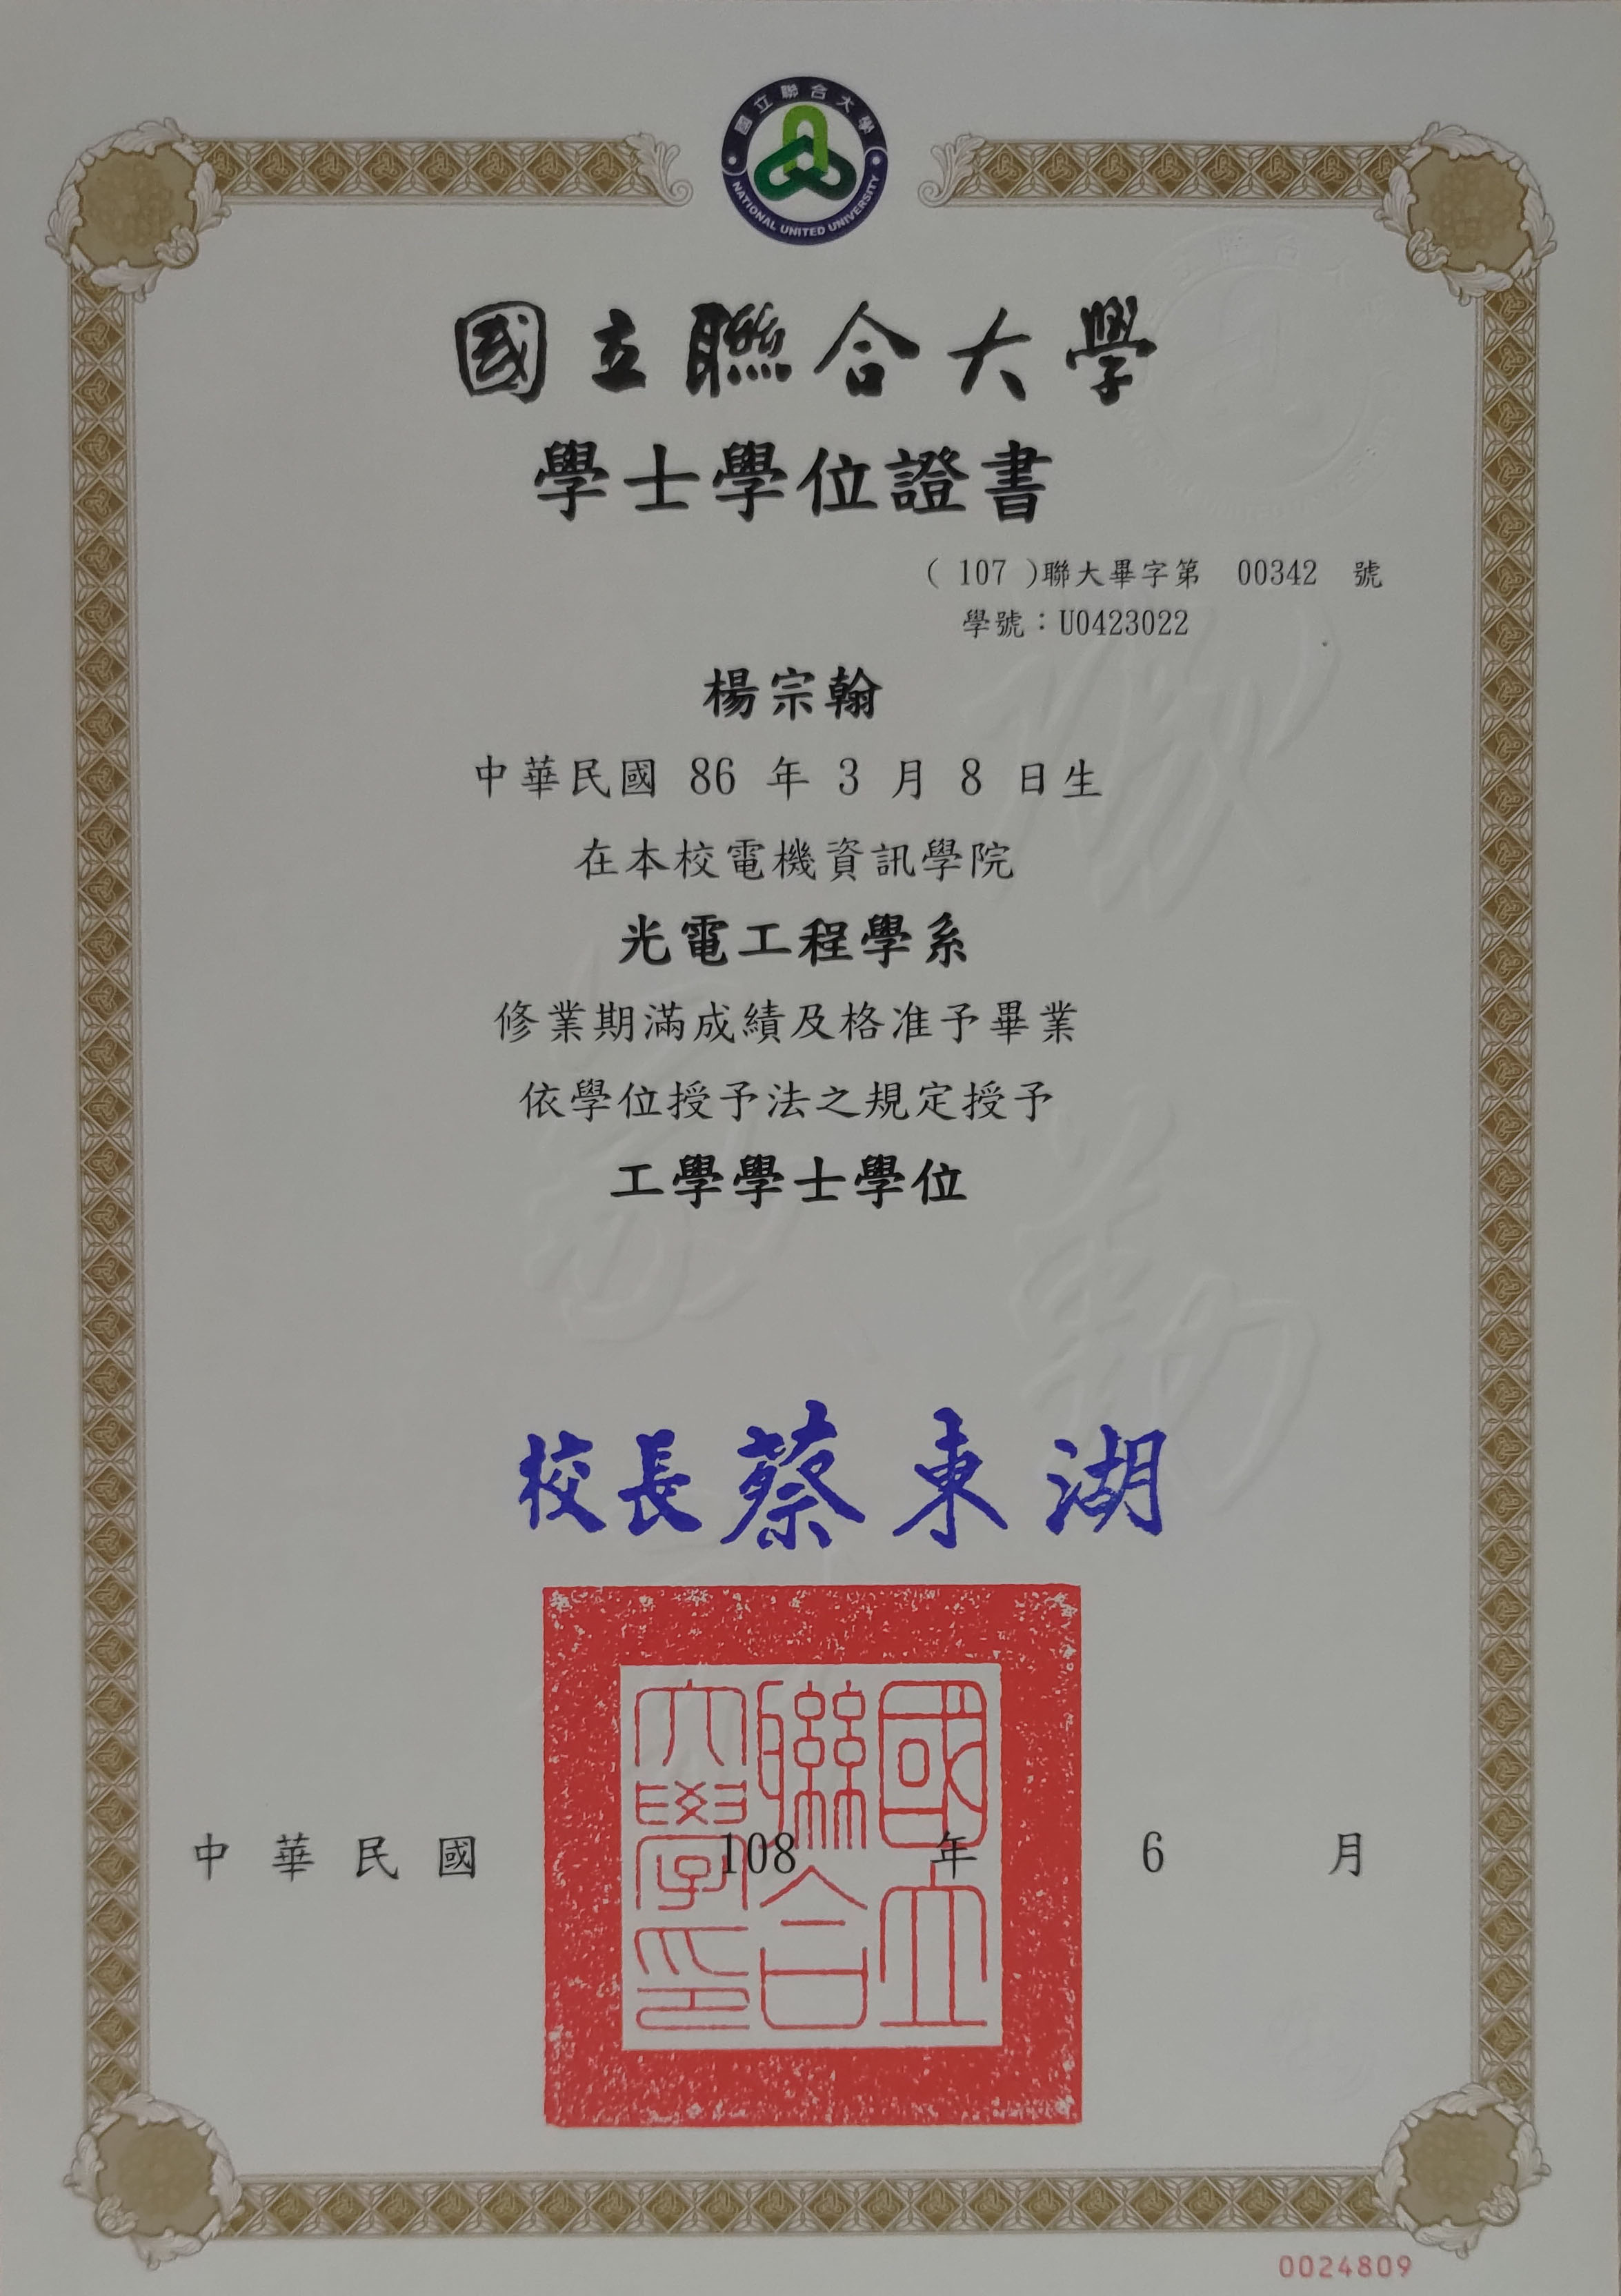 國立聯合大學
NATIONAL UNITED UNIVERSITY
國立聯合大學
學士學位證書
( 107 )聯大畢字第 00342 號
學號：U0423022
楊宗翰
中華民國 86 年 3 月 8 日生
在本校電機資訊學院
光電工程學系
修業期滿成績及格准予畢業
依學位授予法之規定授予
工學學士學位
校長蔡東湖
國立聯合大學印
中華民國 108 年 6 月
0024809